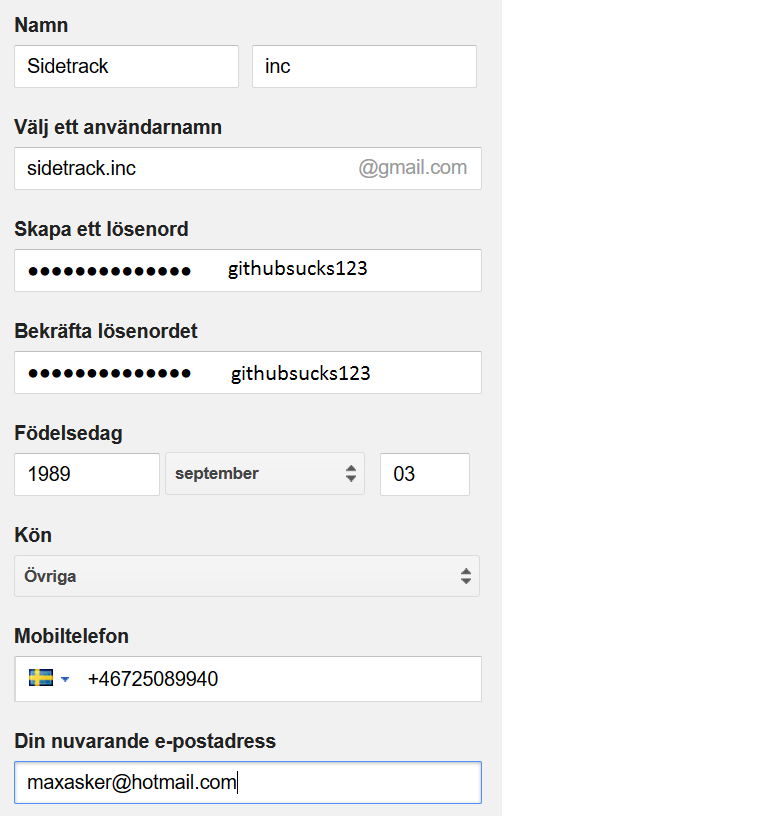 Namn
Sidetrack inc
Välj ett användarnamn
sidetrack.inc @gmail.com
Skapa ett lösenord
●●●●●●●●●●●●●● githubsucks123
Bekräfta lösenordet
●●●●●●●●●●●●●● githubsucks123
Födelsedag
1989 september 03
Kön
Övriga
Mobiltelefon
+46725089940
Din nuvarande e-postadress
maxasker@hotmail.com